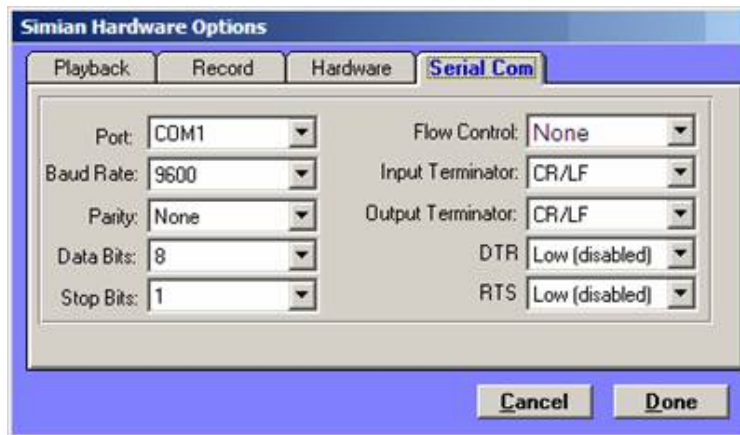 Simian Hardware Options
Playback Record Hardware Serial Com
Port: COM1 Flow Control: None
Baud Rate: 9600 Input Terminator: CR/LF
Parity: None Output Terminator: CR/LF
Data Bits: 8 DTR Low (disabled)
Stop Bits: 1 RTS Low (disabled)
Cancel Done